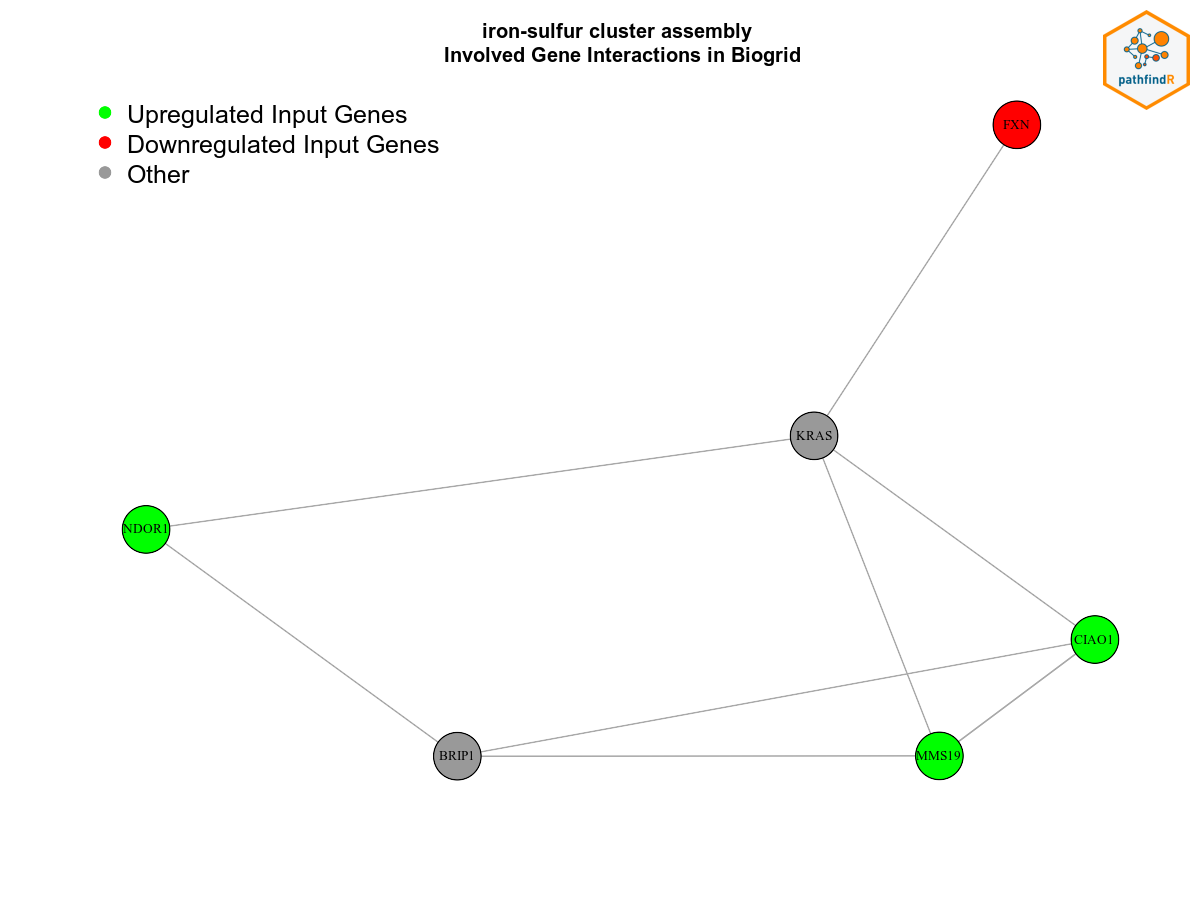 iron-sulfur cluster assembly
Involved Gene Interactions in Biogrid
pathfindR
Upregulated Input Genes
Downregulated Input Genes
Other
FXN
KRAS
NDOR1
CIAO1
BRIP1
MMS19